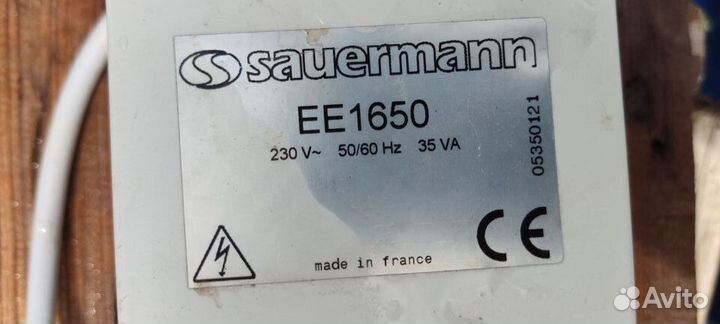 sauermann
EE1650
230 V~ 50/60 Hz 35 VA
05350121
CE
made in france
Avito